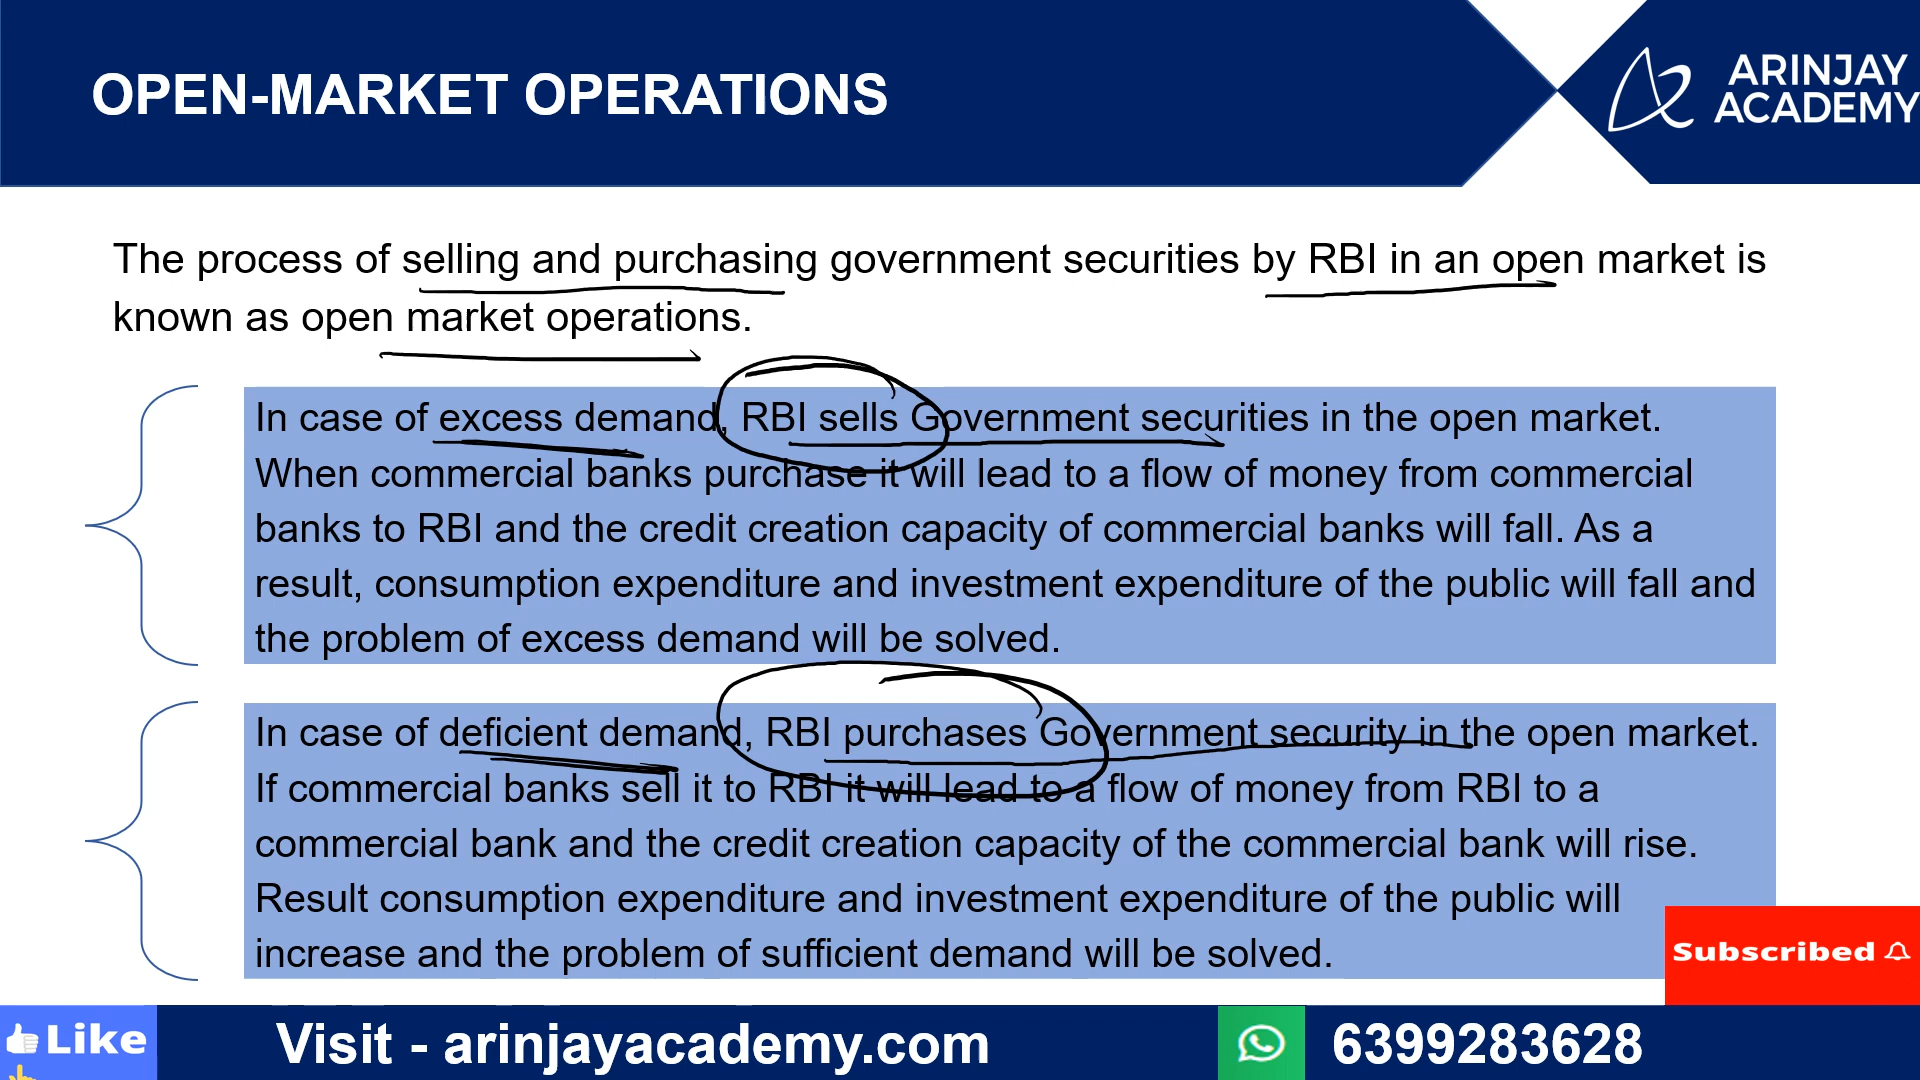 OPEN-MARKET OPERATIONS
ARINJAY
ACADEMY
The process of selling and purchasing government securities by RBI in an open market is
known as open market operations.
In case of excess demand, RBI sells Government securities in the open market.
When commercial banks purchase it will lead to a flow of money from commercial
banks to RBI and the credit creation capacity of commercial banks will fall. As a
result, consumption expenditure and investment expenditure of the public will fall and
the problem of excess demand will be solved.
In case of deficient demand, RBI purchases Government security in the open market.
If commercial banks sell it to RBI it will lead to a flow of money from RBI to a
commercial bank and the credit creation capacity of the commercial bank will rise.
Result consumption expenditure and investment expenditure of the public will
increase and the problem of sufficient demand will be solved.
Subscribed
Like
Visit - arinjayacademy.com
6399283628